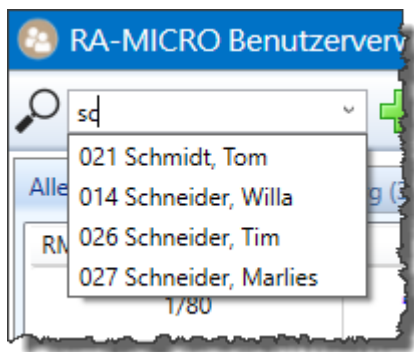 RA-MICRO Benutzerverw
sc
021 Schmidt, Tom
Alle
014 Schneider, Willa
g (3
026 Schneider, Tim
027 Schneider, Marlies
1/80